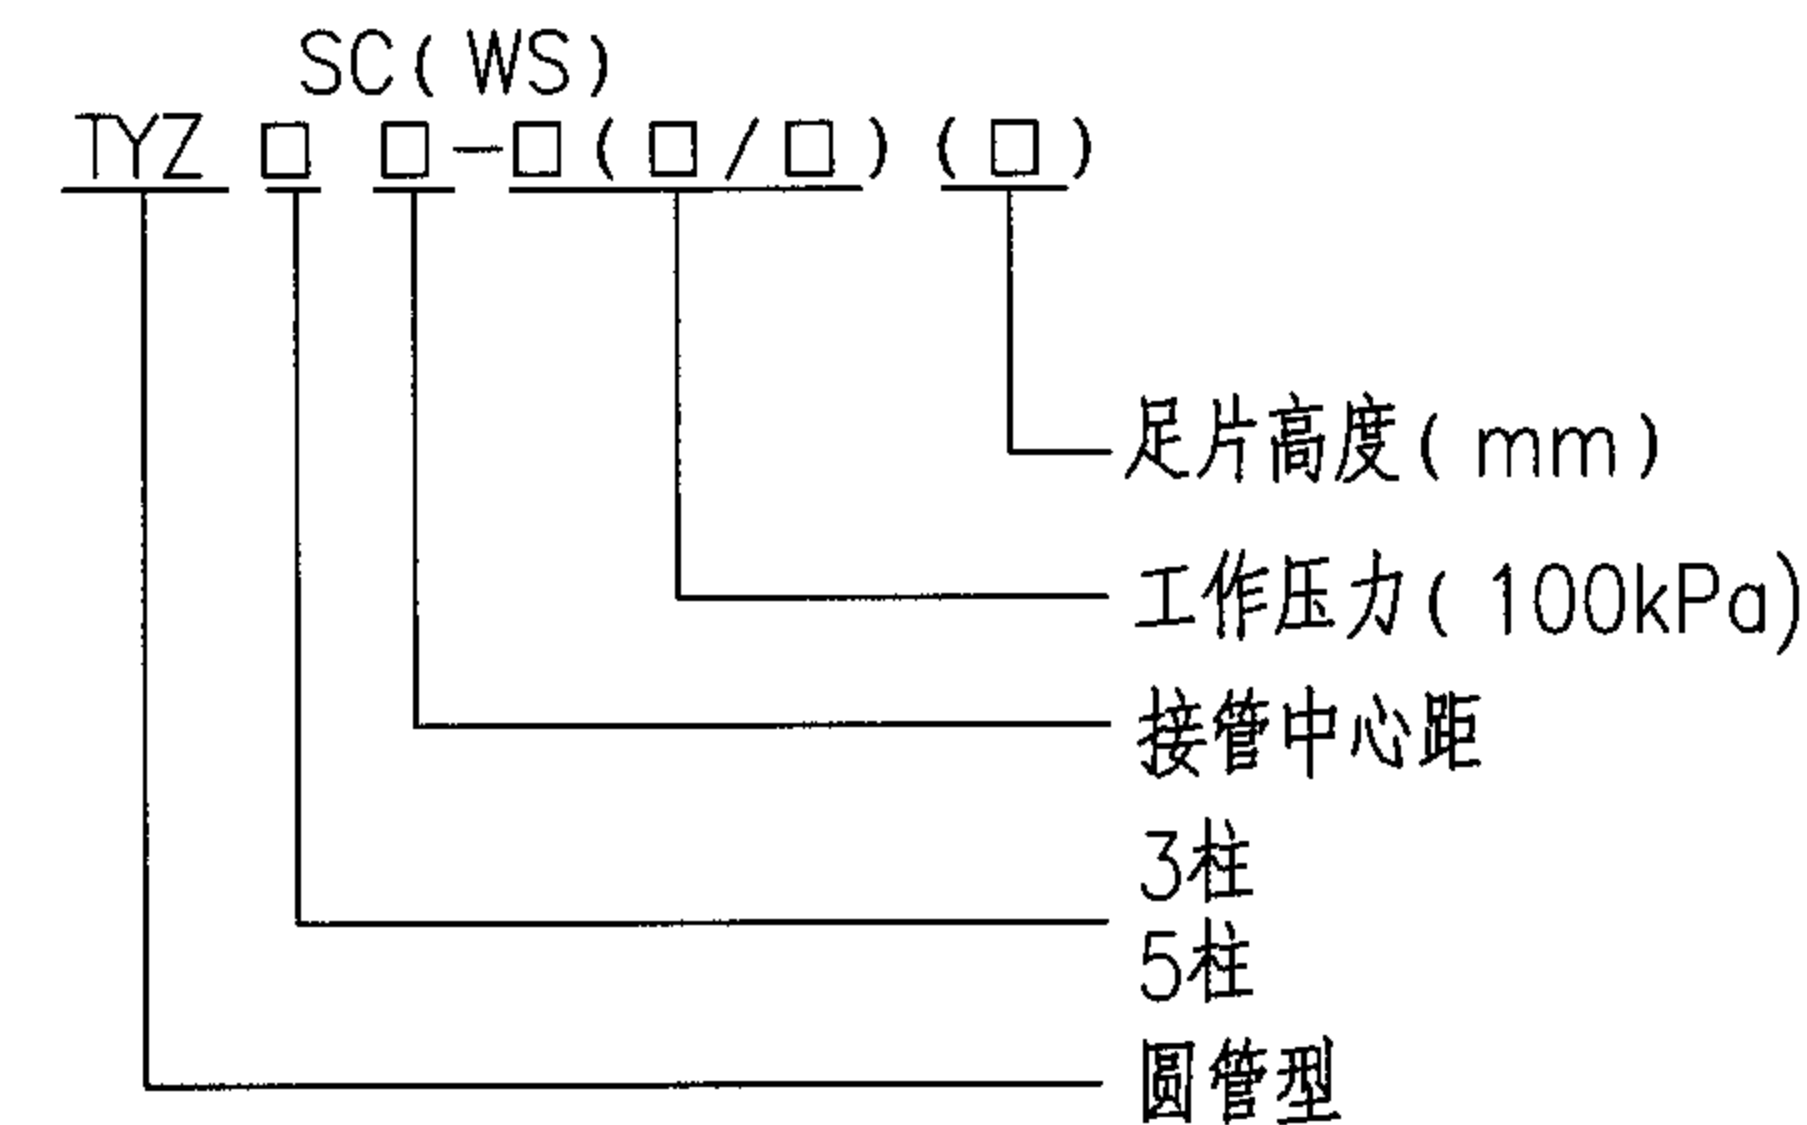 SC(WS)
TYZ □ □-□(□/□)(□)
足片高度(mm)
工作压力(100kPa)
接管中心距
3柱
5柱
圆管型